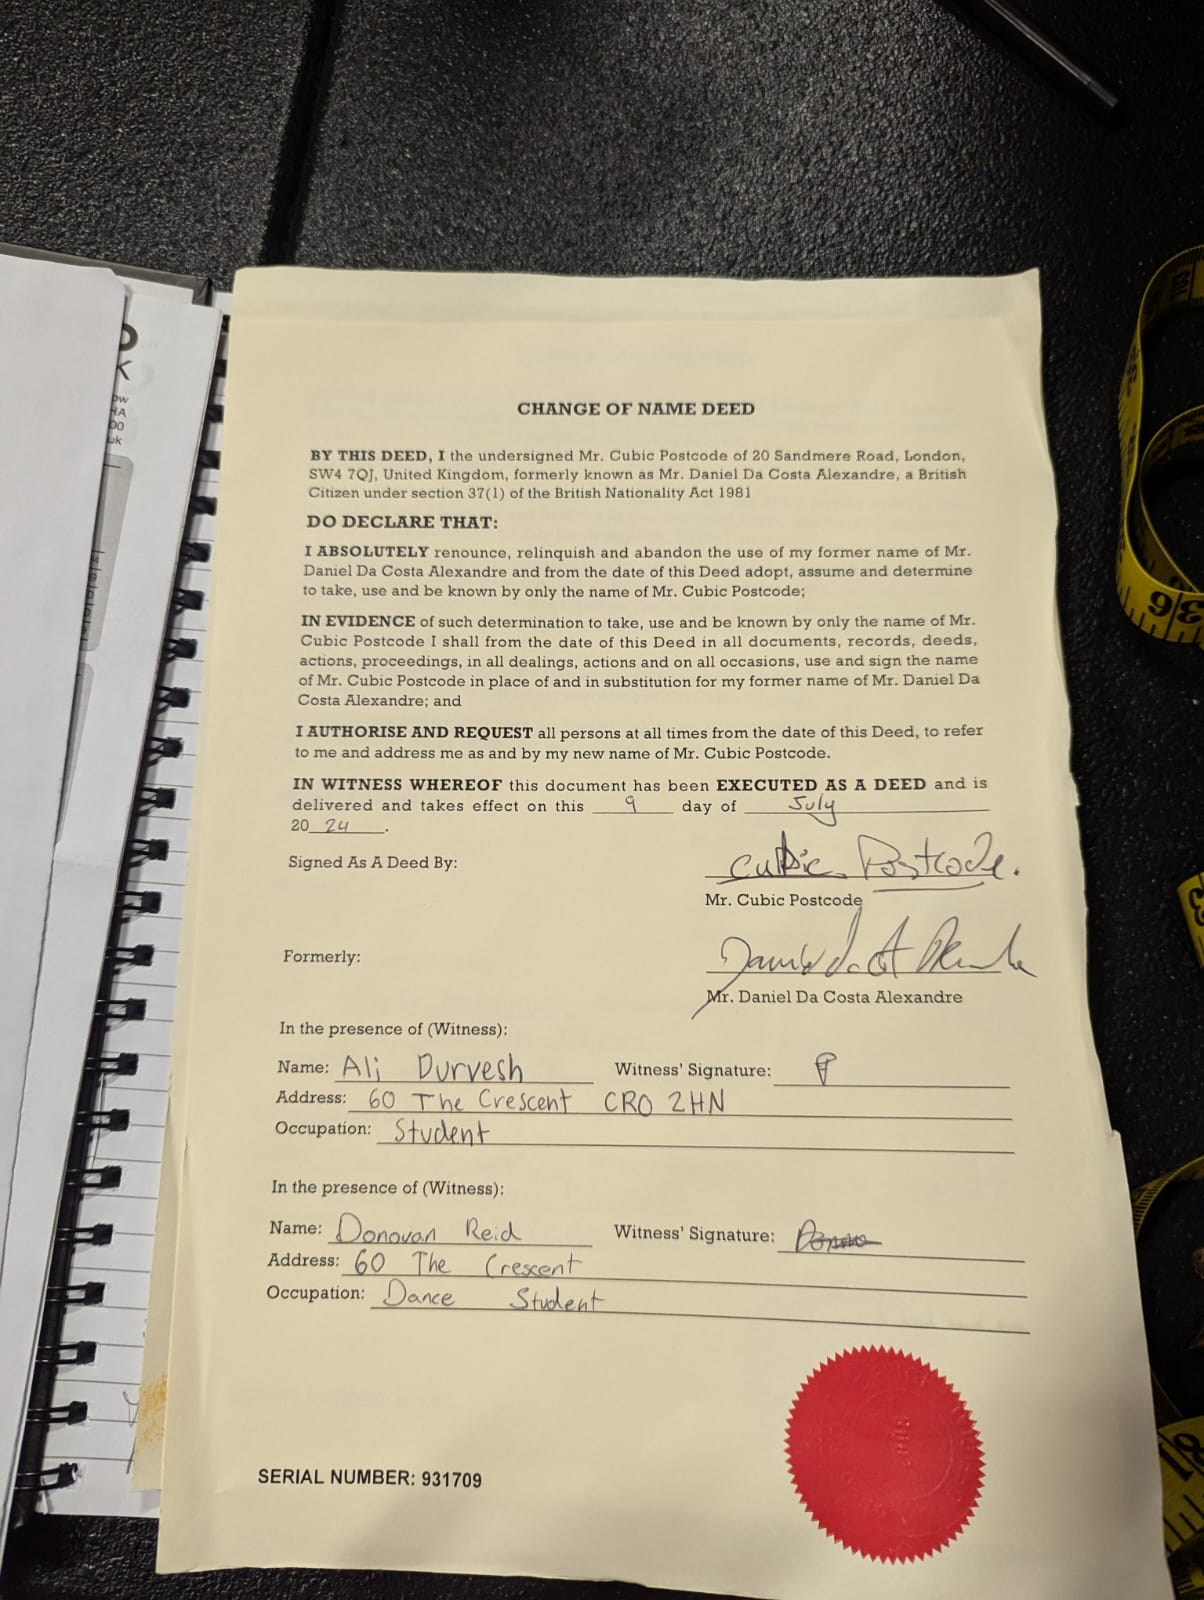 CHANGE OF NAME DEED
BY THIS DEED, I the undersigned Mr. Cubic Postcode of 20 Sandmere Road, London,
SW4 7QJ, United Kingdom, formerly known as Mr. Daniel Da Costa Alexandre, a British
Citizen under section 37(1) of the British Nationality Act 1981
DO DECLARE THAT:
I ABSOLUTELY renounce, relinquish and abandon the use of my former name of Mr.
Daniel Da Costa Alexandre and from the date of this Deed adopt, assume and determine
to take, use and be known by only the name of Mr. Cubic Postcode;
IN EVIDENCE of such determination to take, use and be known by only the name of Mr.
Cubic Postcode I shall from the date of this Deed in all documents, records, deeds,
actions, proceedings, in all dealings, actions and on all occasions, use and sign the name
of Mr. Cubic Postcode in place of and in substitution for my former name of Mr. Daniel Da
Costa Alexandre; and
I AUTHORISE AND REQUEST all persons at all times from the date of this Deed, to refer
to me and address me as and by my new name of Mr. Cubic Postcode.
IN WITNESS WHEREOF this document has been EXECUTED AS A DEED and is
delivered and takes effect on this 9 day of July
20 24.
Signed As A Deed By: Cubic Postcode.
Mr. Cubic Postcode
Formerly:
Mr. Daniel Da Costa Alexandre
In the presence of (Witness):
Name: Ali Durvesh Witness' Signature:
Address: 60 The Crescent CR0 2HN
Occupation: Student
In the presence of (Witness):
Name: Donovan Reid Witness' Signature:
Address: 60 The Crescent
Occupation: Dance Student
SERIAL NUMBER: 931709